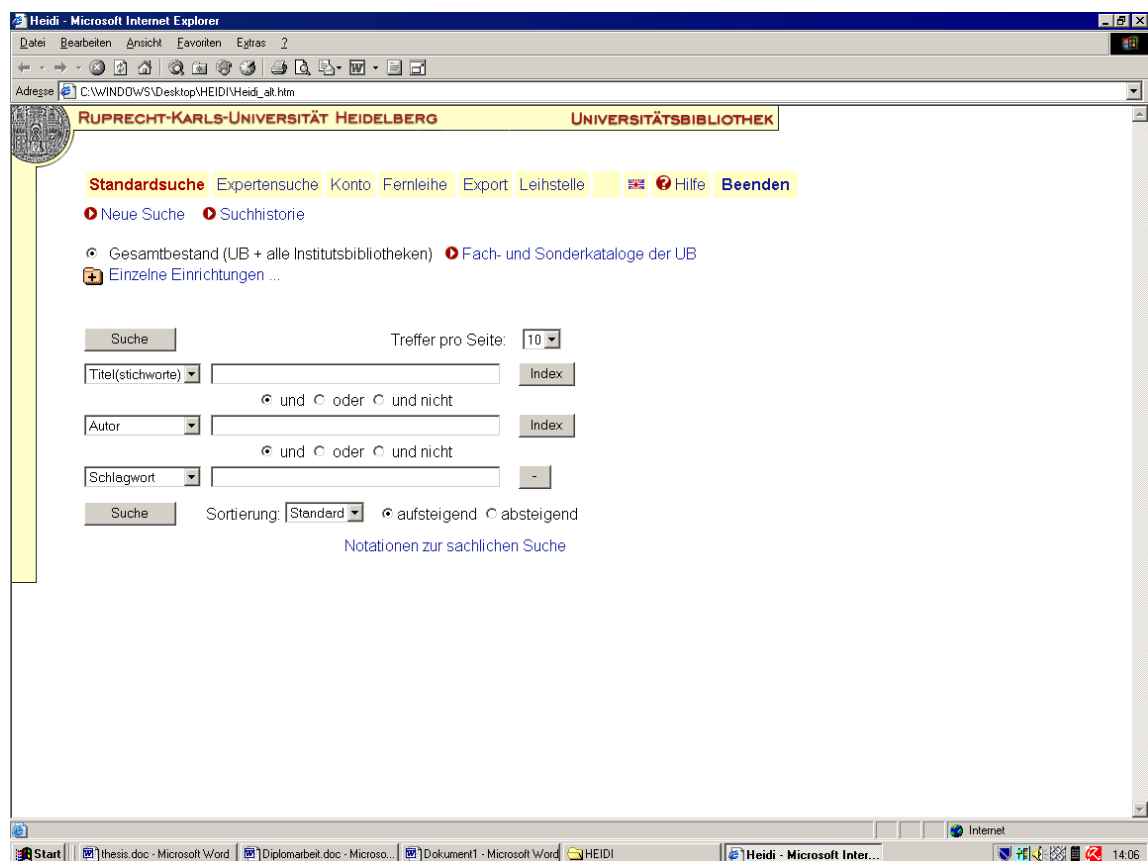 Heidi - Microsoft Internet Explorer
Datei Bearbeiten Ansicht Favoriten Extras ?
Adresse C:\WINDOWS\Desktop\HEIDI\Heidi_alt.htm
RUPRECHT-KARLS-UNIVERSITÄT HEIDELBERG UNIVERSITÄTSBIBLIOTHEK
Standardsuche Expertensuche Konto Fernleihe Export Leihstelle ? Hilfe Beenden
Neue Suche Suchhistorie
Gesamtbestand (UB + alle Institutsbibliotheken) Fach- und Sonderkataloge der UB
Einzelne Einrichtungen ...
Suche Treffer pro Seite: 10
Titel(stichworte) Index
und oder und nicht
Autor Index
und oder und nicht
Schlagwort -
Suche Sortierung: Standard aufsteigend absteigend
Notationen zur sachlichen Suche
Internet
Start thesis.doc - Microsoft Word Diplomarbeit.doc - Microso... Dokument1 - Microsoft Word HEIDI Heidi - Microsoft Inter... 14:06